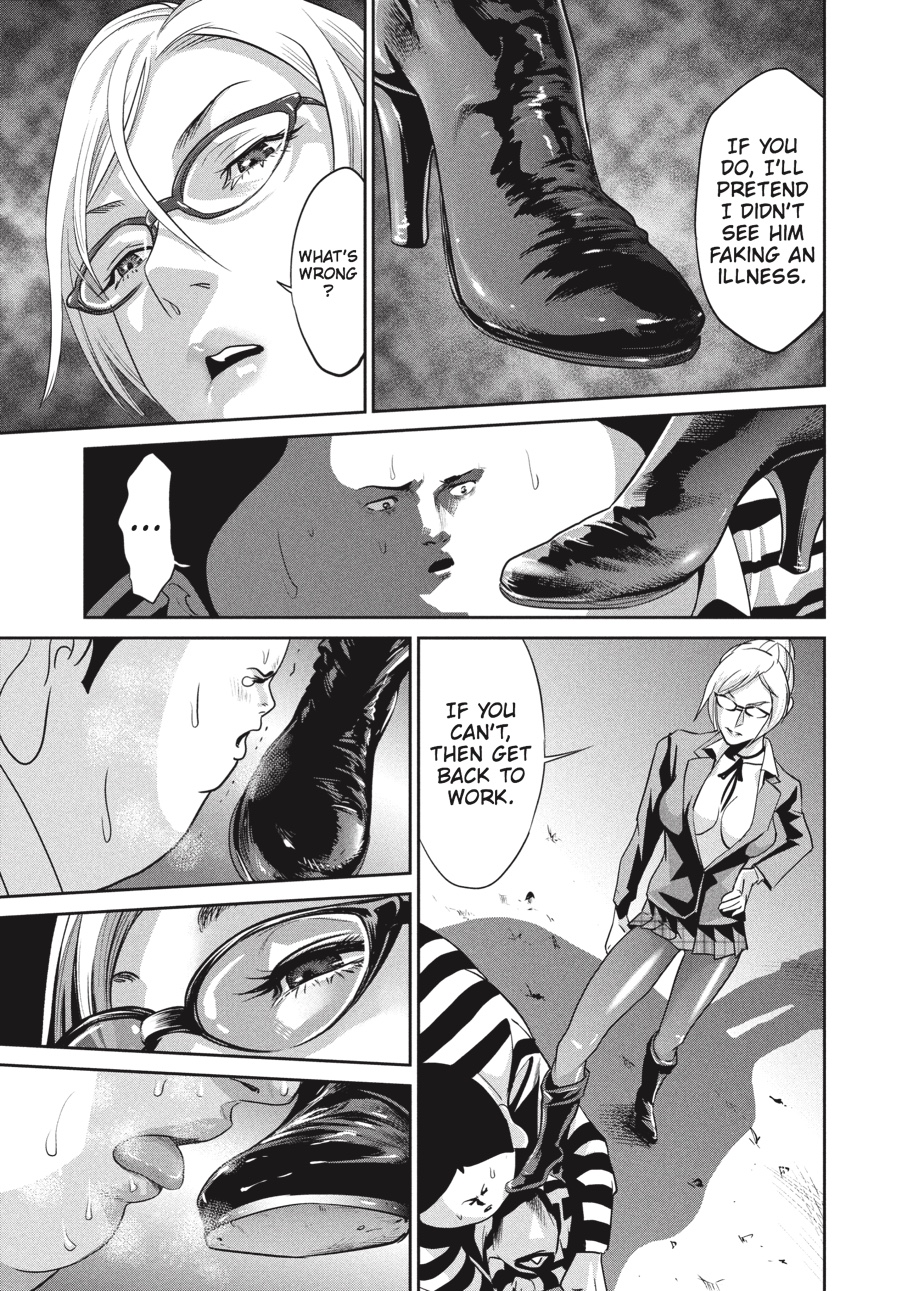 IF YOU
DO, I'LL
PRETEND
I DIDN'T
SEE HIM
FAKING AN
ILLNESS.
WHAT'S
WRONG
?
....
IF YOU
CAN'T,
THEN GET
BACK TO
WORK.